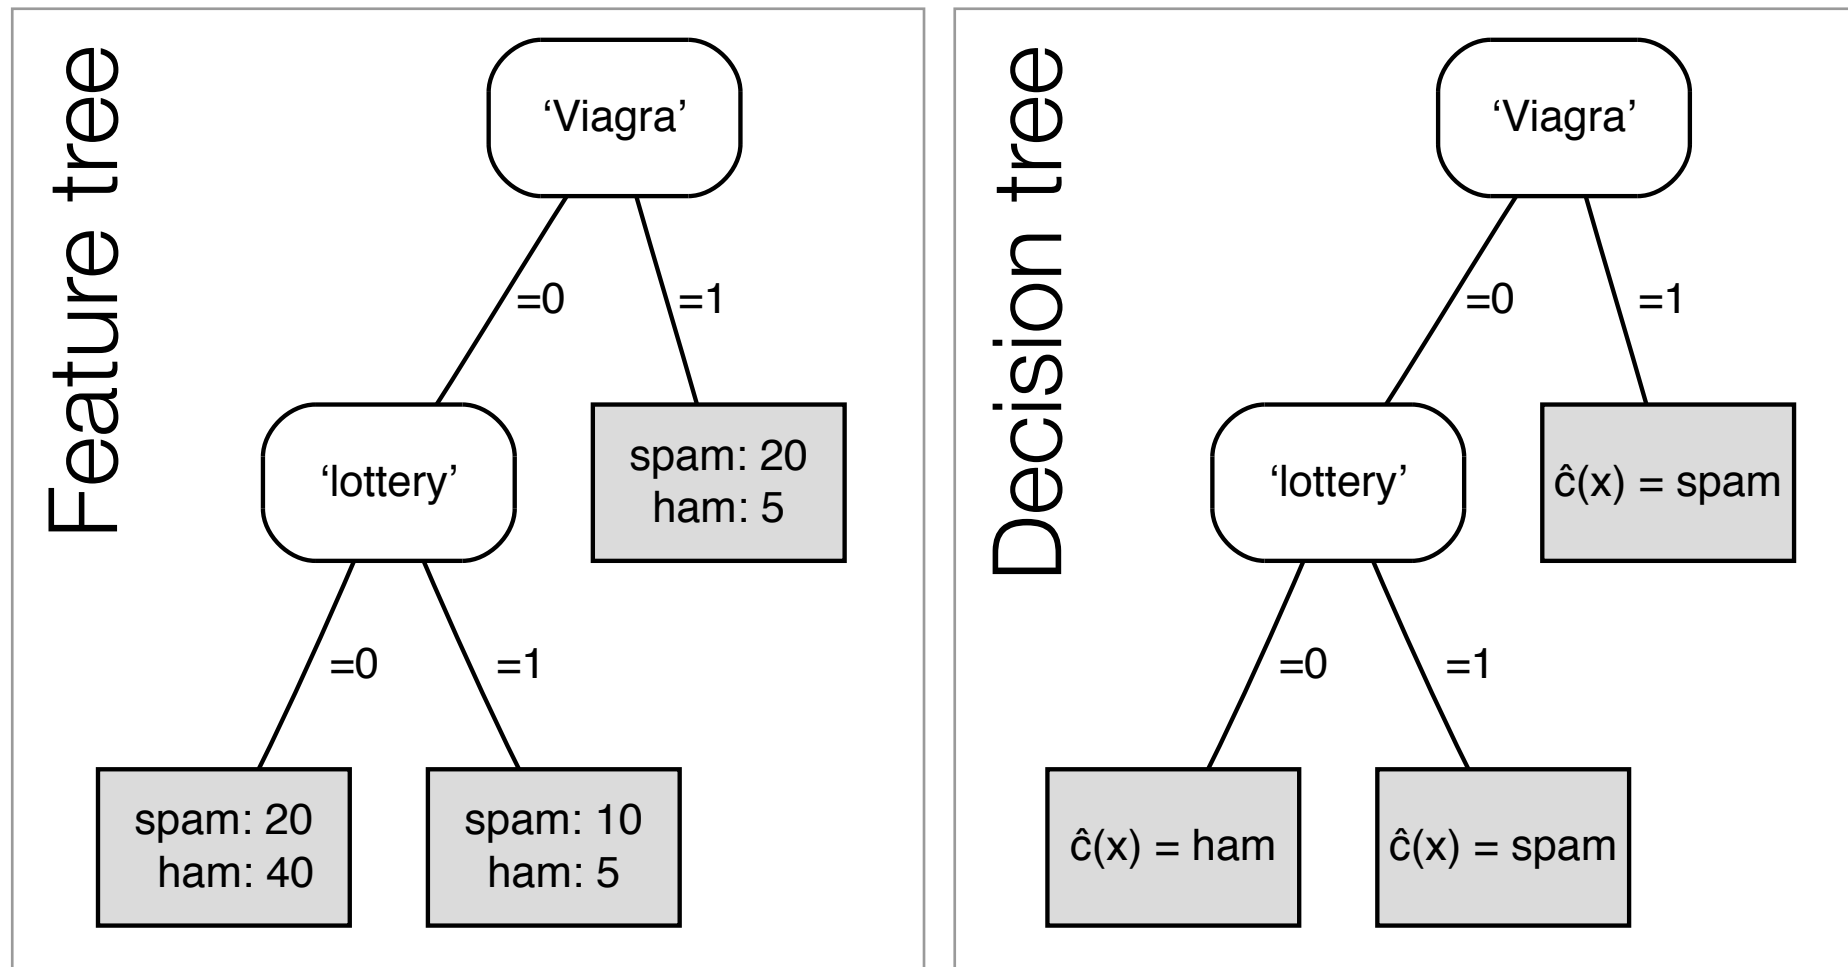 Feature tree
‘Viagra’
=0
=1
‘lottery’
spam: 20
ham: 5
=0
=1
spam: 20
ham: 40
spam: 10
ham: 5
Decision tree
‘Viagra’
=0
=1
‘lottery’
ĉ(x) = spam
=0
=1
ĉ(x) = ham
ĉ(x) = spam